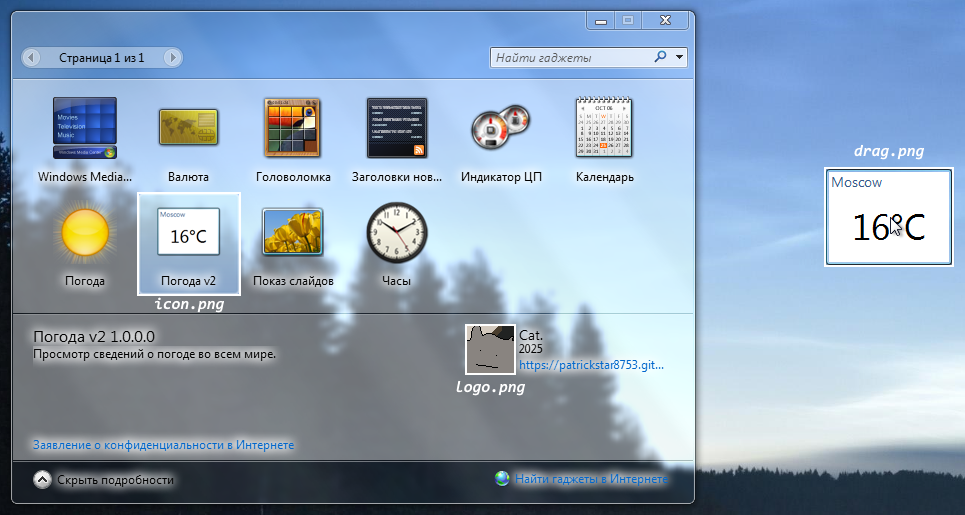 Страница 1 из 1
Найти гаджеты
Movies
Television
Music
Windows Media Center
OCT 06
Windows Media...
Валюта
Головоломка
Заголовки нов...
Индикатор ЦП
Календарь
drag.png
Moscow
16°C
Moscow
16°C
Погода
Погода v2
Показ слайдов
Часы
icon.png
Погода v2 1.0.0.0
Просмотр сведений о погоде во всем мире.
Cat.
2025
https://patrickstar8753.git...
logo.png
Заявление о конфиденциальности в Интернете
Скрыть подробности
Найти гаджеты в Интернете